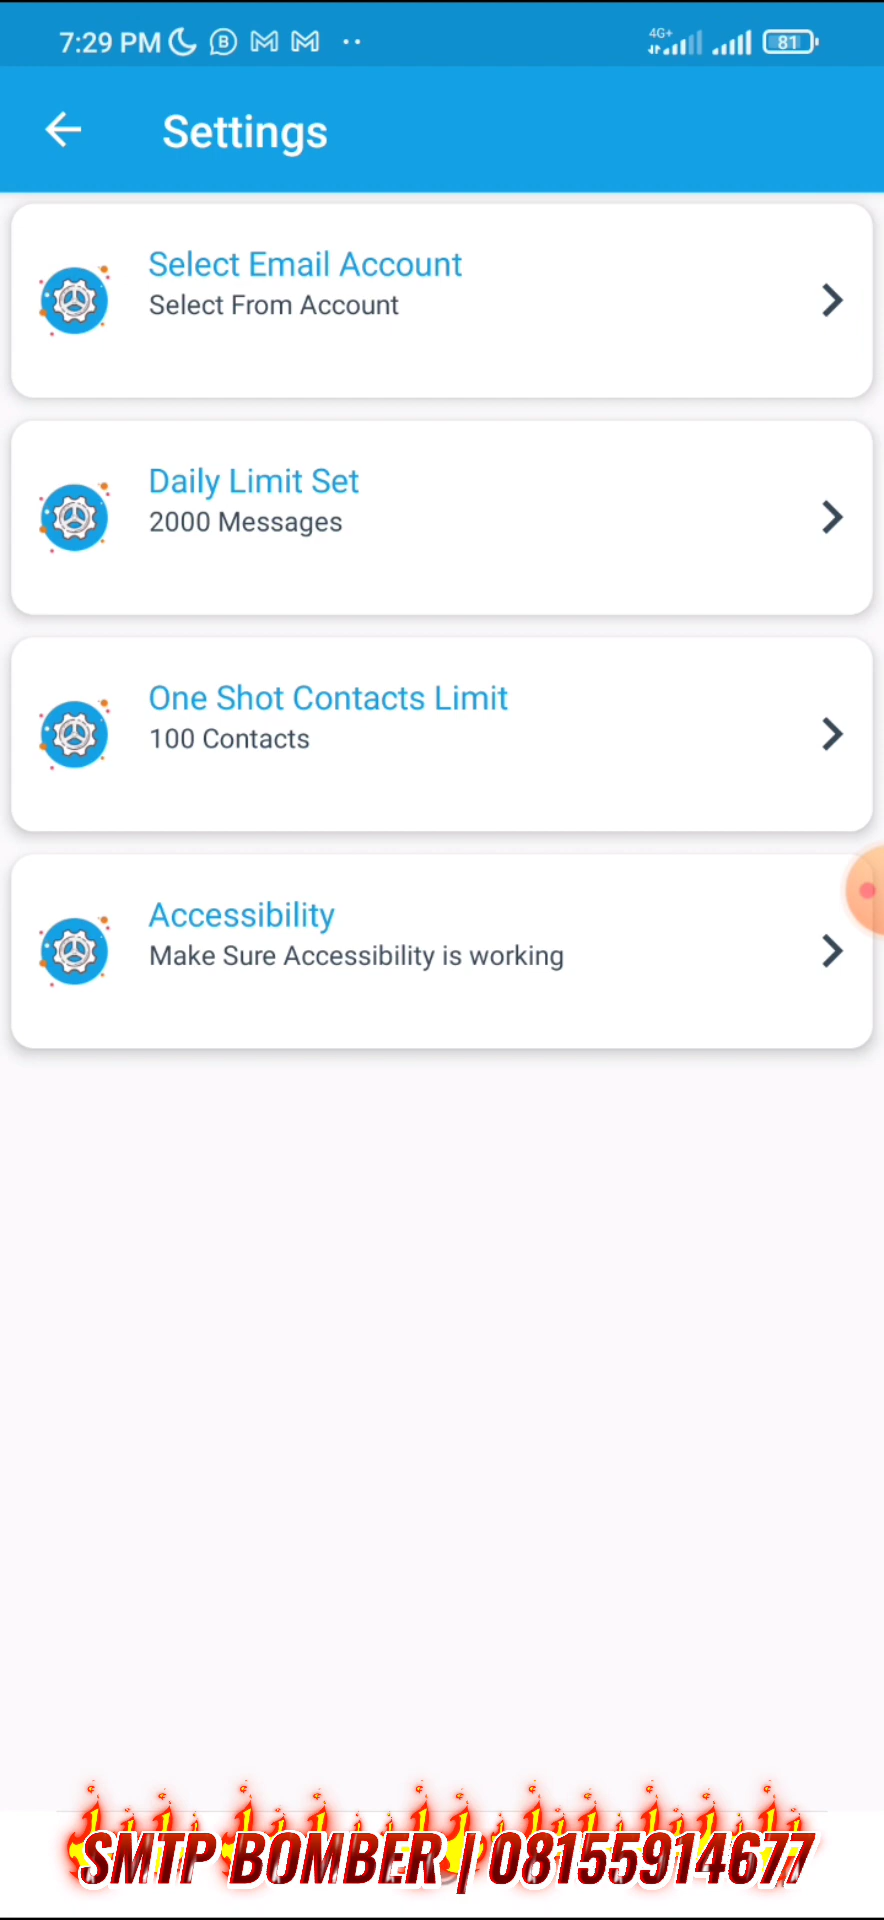 7:29 PM
4G+
81
Settings
Select Email Account
Select From Account
Daily Limit Set
2000 Messages
One Shot Contacts Limit
100 Contacts
Accessibility
Make Sure Accessibility is working
SMTP BOMBER | 08155914677